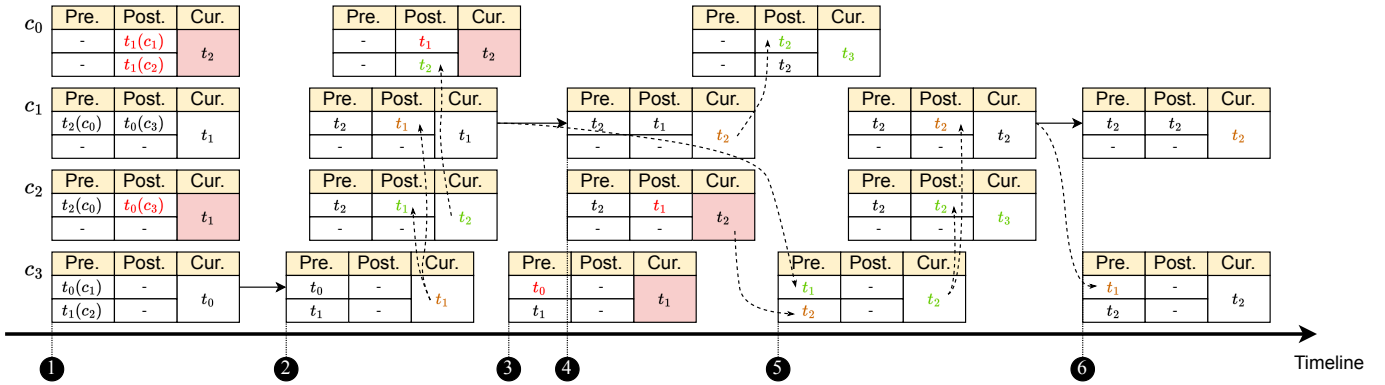 c₀ Pre. Post. Cur. Pre. Post. Cur. Pre. Post. Cur.
- t₁(c₁) t₂ - t₁ t₂ - t₂ t₃
- t₁(c₂) - t₂ - t₂
c₁ Pre. Post. Cur. Pre. Post. Cur. Pre. Post. Cur. Pre. Post. Cur. Pre. Post. Cur.
t₂(c₀) t₀(c₃) t₁ t₂ t₁ t₁ t₂ t₁ t₂ t₂ t₂ t₂ t₂ t₂ t₂
- - - - - - - - - -
c₂ Pre. Post. Cur. Pre. Post. Cur. Pre. Post. Cur. Pre. Post. Cur.
t₂(c₀) t₀(c₃) t₁ t₂ t₁ t₂ t₂ t₁ t₂ t₂ t₂ t₃
- - - - - - - -
c₃ Pre. Post. Cur. Pre. Post. Cur. Pre. Post. Cur. Pre. Post. Cur. Pre. Post. Cur.
t₀(c₁) - t₀ t₀ - t₁ t₀ - t₁ t₁ - t₂ t₁ - t₂
t₁(c₂) - t₁ - t₁ - t₂ - t₂ -
1 2 3 4 5 6 Timeline